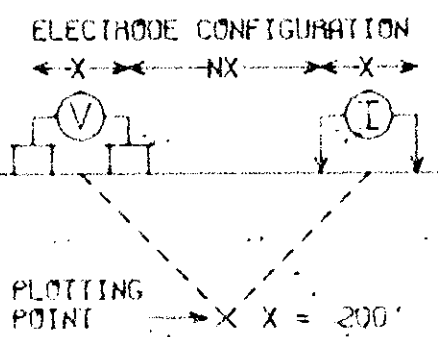 ELECTRODE CONFIGURATION
X NX X
V I
PLOTTING
POINT X X = 200'